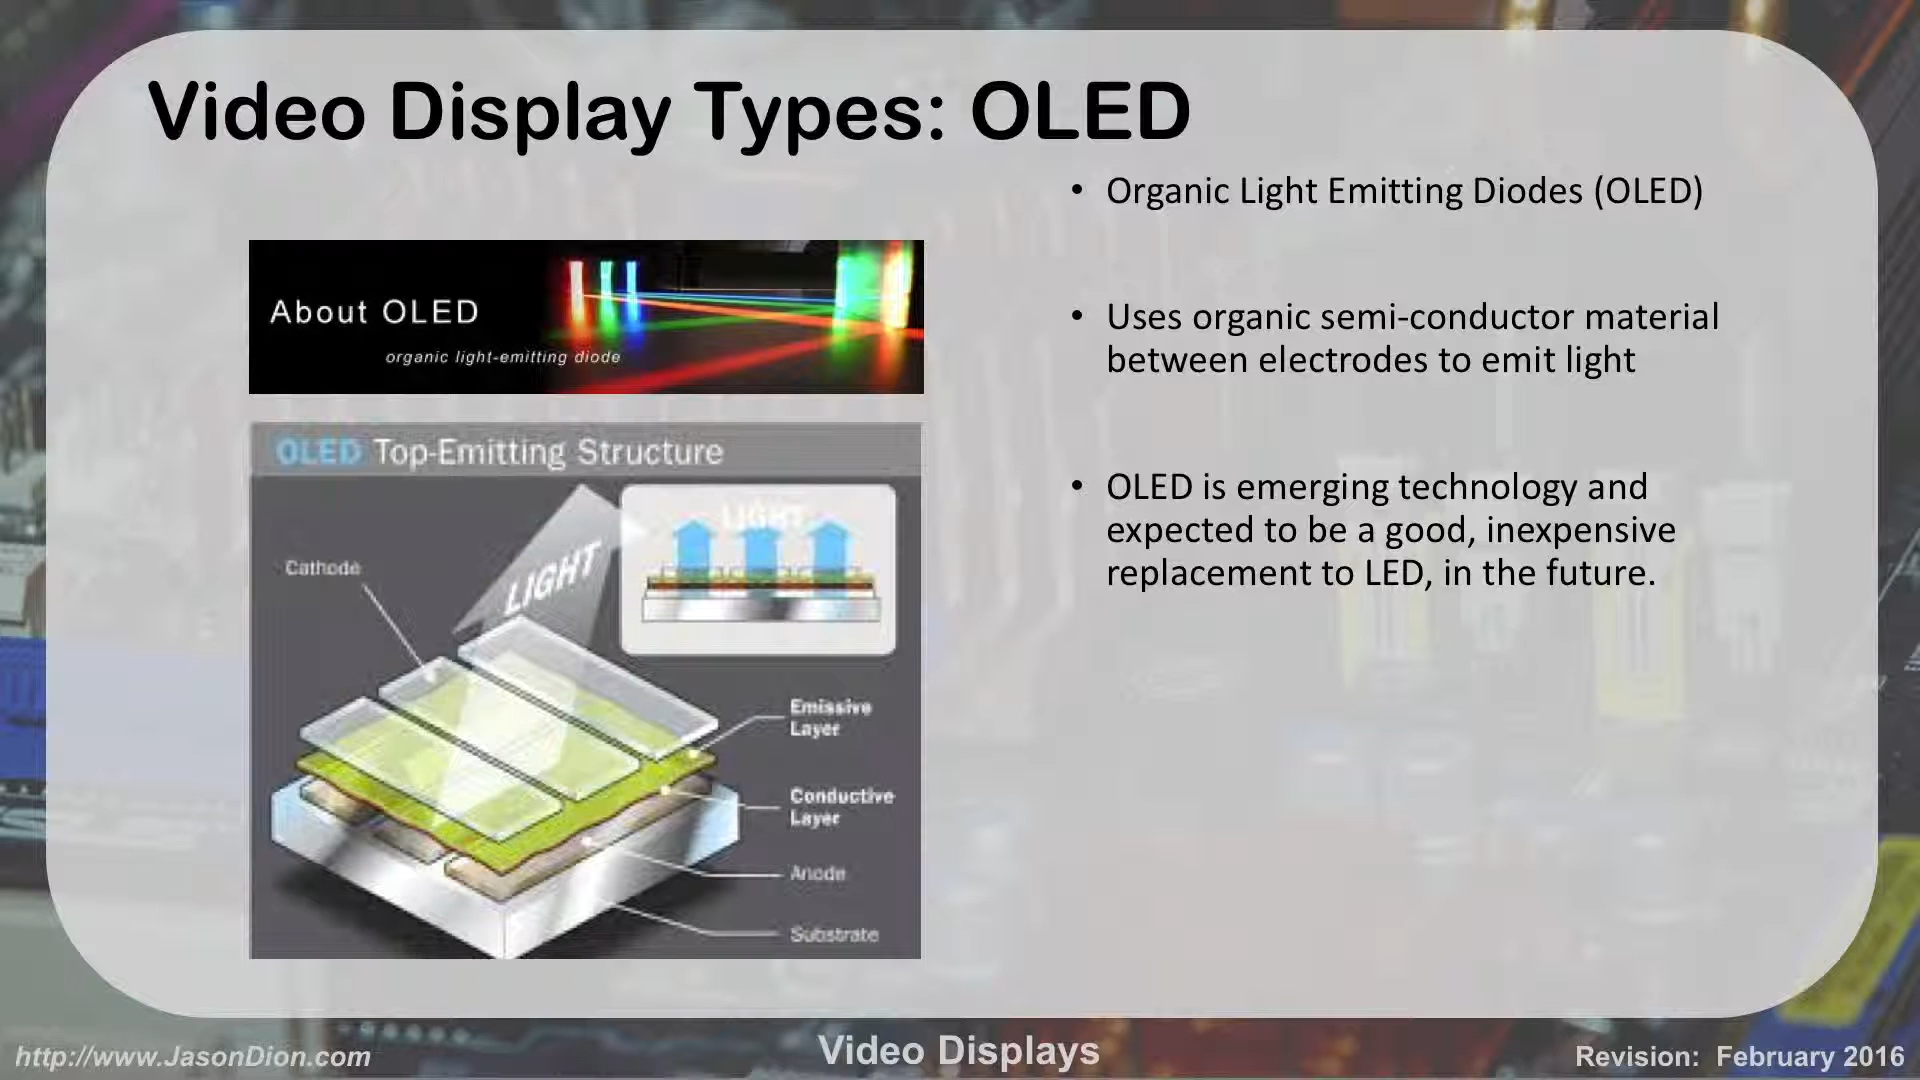 Video Display Types: OLED
About OLED
organic light-emitting diode
OLED Top-Emitting Structure
LIGHT
LIGHT
Cathode
Emissive
Layer
Conductive
Layer
Anode
Substrate
• Organic Light Emitting Diodes (OLED)
• Uses organic semi-conductor material
between electrodes to emit light
• OLED is emerging technology and
expected to be a good, inexpensive
replacement to LED, in the future.
http://www.JasonDion.com
Video Displays
Revision: February 2016